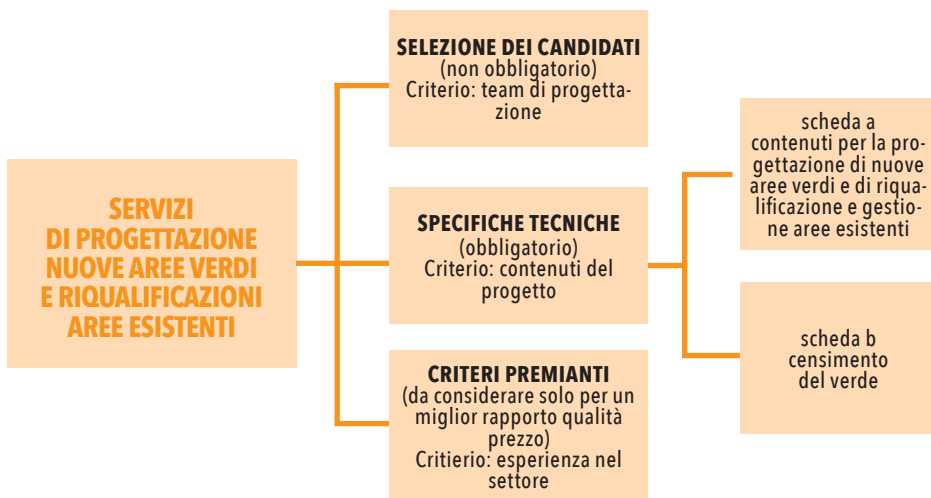 SERVIZI
DI PROGETTAZIONE
NUOVE AREE VERDI
E RIQUALIFICAZIONI
AREE ESISTENTI
SELEZIONE DEI CANDIDATI
(non obbligatorio)
Criterio: team di progetta-
zione
SPECIFICHE TECNICHE
(obbligatorio)
Criterio: contenuti del
progetto
CRITERI PREMIANTI
(da considerare solo per un
miglior rapporto qualità
prezzo)
Critierio: esperienza nel
settore
scheda a
contenuti per la pro-
gettazione di nuove
aree verdi e di riqua-
lificazione e gestio-
ne aree esistenti
scheda b
censimento
del verde